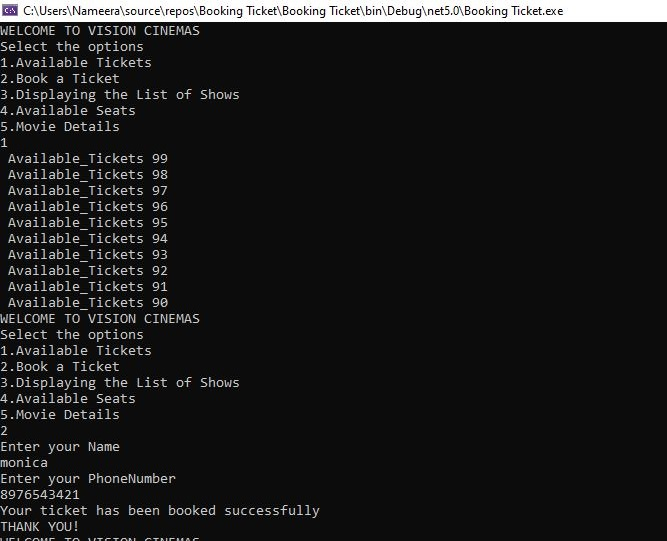 C:\Users\Nameera\source\repos\Booking Ticket\Booking Ticket\bin\Debug\net5.0\Booking Ticket.exe
WELCOME TO VISION CINEMAS
Select the options
1.Available Tickets
2.Book a Ticket
3.Displaying the List of Shows
4.Available Seats
5.Movie Details
1
Available_Tickets 99
Available_Tickets 98
Available_Tickets 97
Available_Tickets 96
Available_Tickets 95
Available_Tickets 94
Available_Tickets 93
Available_Tickets 92
Available_Tickets 91
Available_Tickets 90
WELCOME TO VISION CINEMAS
Select the options
1.Available Tickets
2.Book a Ticket
3.Displaying the List of Shows
4.Available Seats
5.Movie Details
2
Enter your Name
monica
Enter your PhoneNumber
8976543421
Your ticket has been booked successfully
THANK YOU!
WELCOME TO VISION CINEMAS